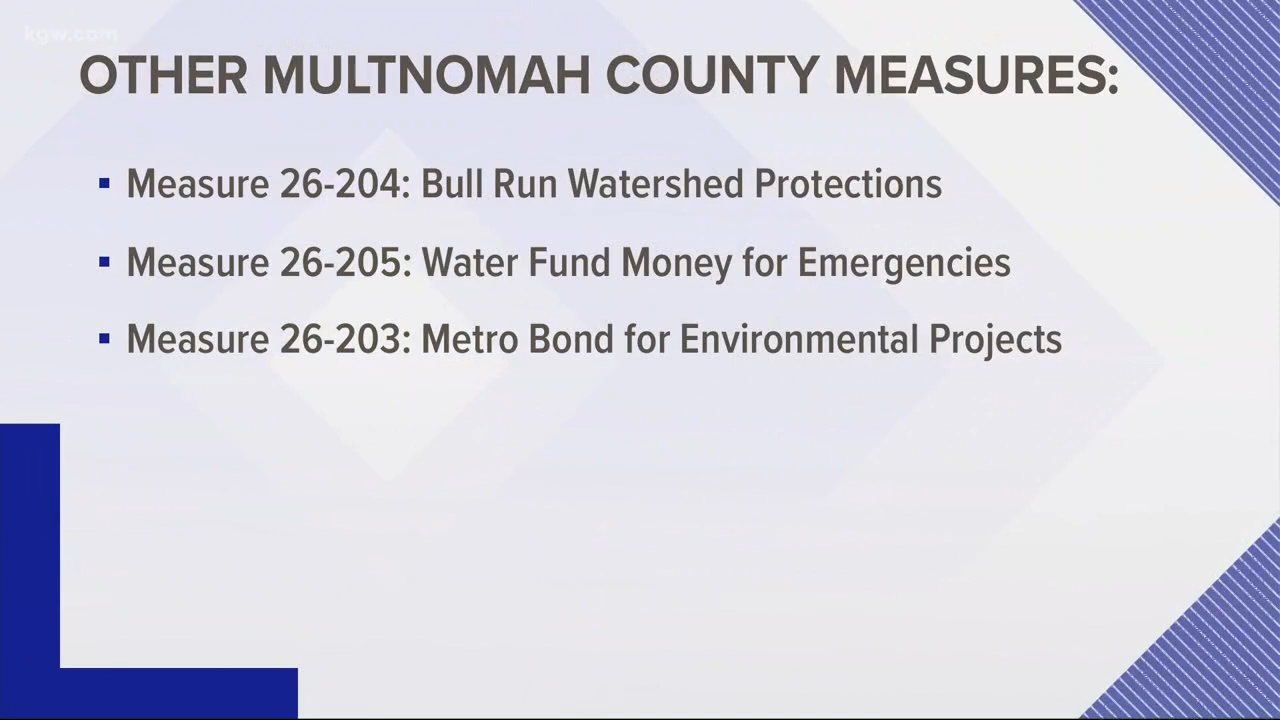 kgw.com
OTHER MULTNOMAH COUNTY MEASURES:
▪ Measure 26-204: Bull Run Watershed Protections
▪ Measure 26-205: Water Fund Money for Emergencies
▪ Measure 26-203: Metro Bond for Environmental Projects